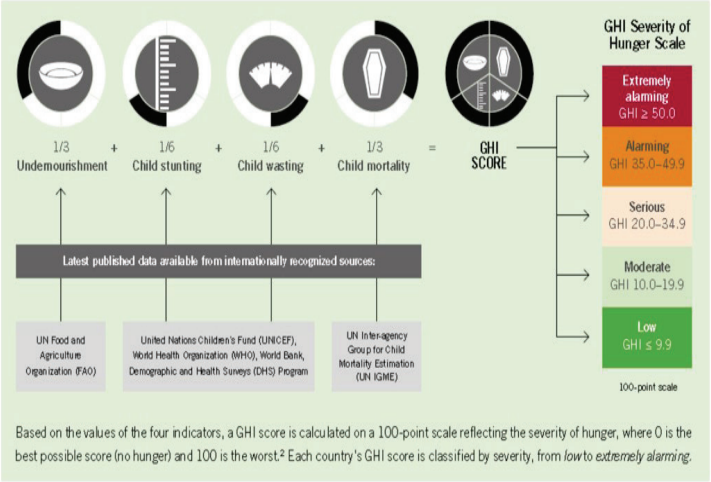 GHI Severity of
Hunger Scale
Extremely
alarming
GHI ≥ 50.0
Alarming
GHI 35.0–49.9
Serious
GHI 20.0–34.9
Moderate
GHI 10.0–19.9
Low
GHI ≤ 9.9
100-point scale
1/3 + 1/6 + 1/6 + 1/3 = GHI
Undernourishment Child stunting Child wasting Child mortality SCORE
Latest published data available from internationally recognized sources:
UN Food and
Agriculture
Organization (FAO)
United Nations Children's Fund (UNICEF),
World Health Organization (WHO), World Bank,
Demographic and Health Surveys (DHS) Program
UN Inter-agency
Group for Child
Mortality Estimation
(UN IGME)
Based on the values of the four indicators, a GHI score is calculated on a 100-point scale reflecting the severity of hunger, where 0 is the
best possible score (no hunger) and 100 is the worst.² Each country's GHI score is classified by severity, from low to extremely alarming.